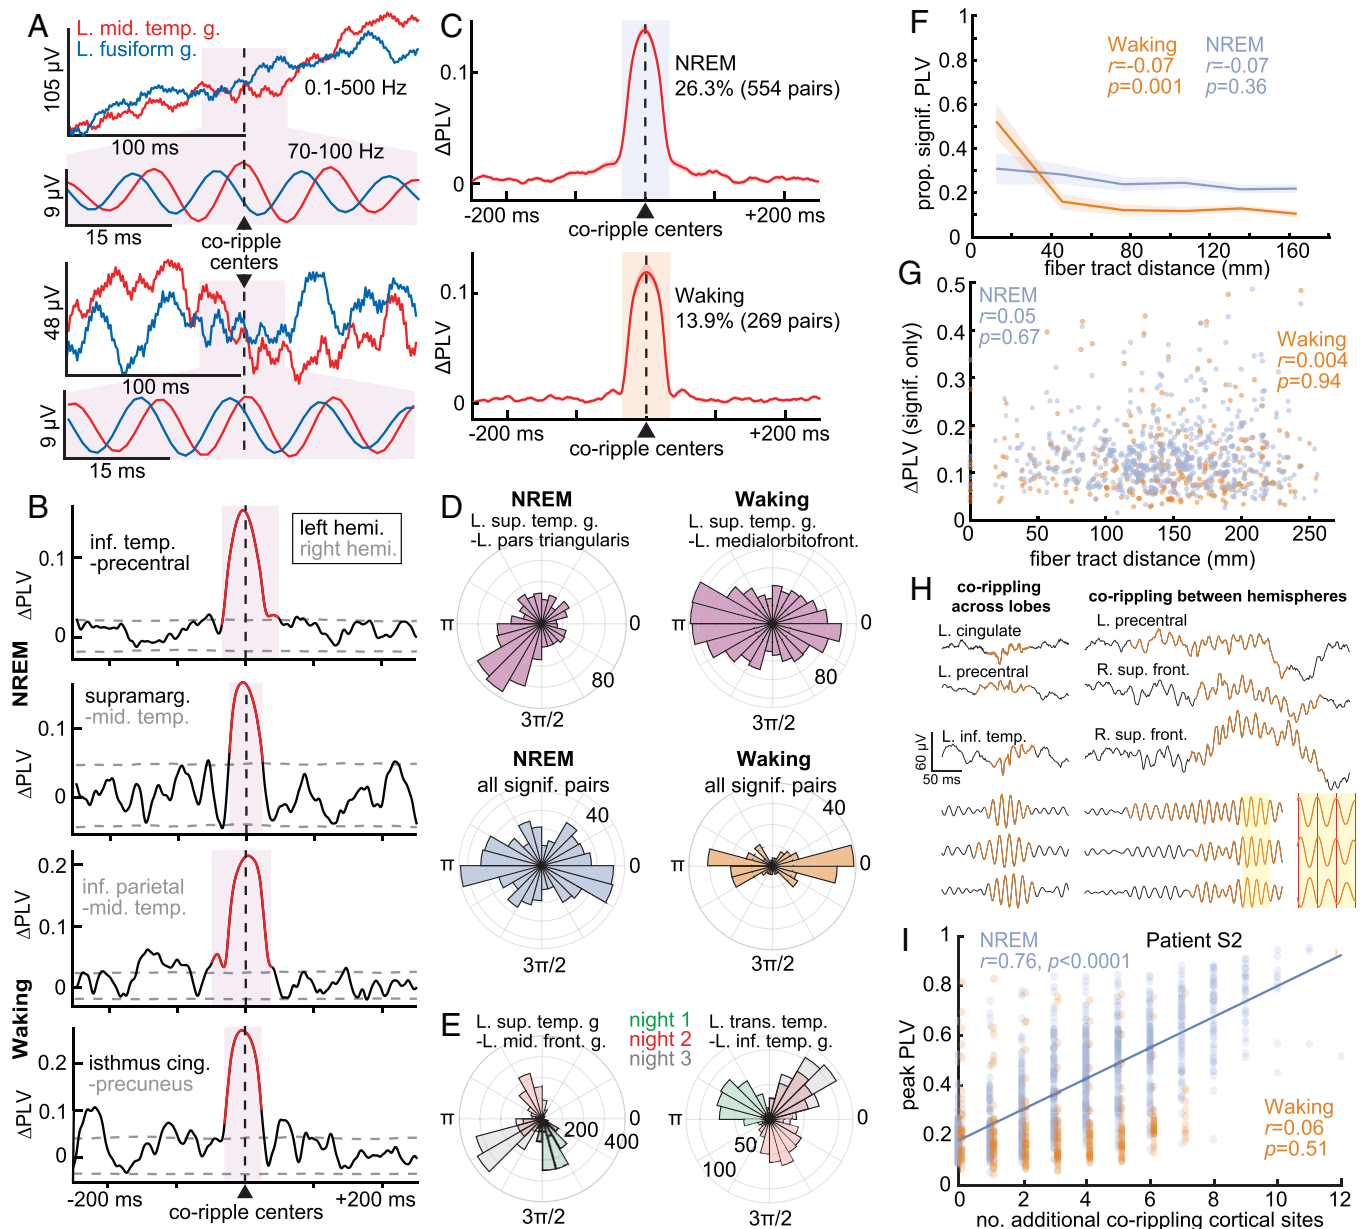 A
L. mid. temp. g.
L. fusiform g.
105 µV
0.1-500 Hz
100 ms
70-100 Hz
9 µV
15 ms
co-ripple
centers
48 µV
100 ms
9 µV
15 ms
B
NREM
Waking
left hemi.
right hemi.
inf. temp.
-precentral
ΔPLV
0.1
0
supramarg.
-mid. temp.
ΔPLV
0.1
0
inf. parietal
-mid. temp.
ΔPLV
0.2
0.1
0
isthmus cing.
-precuneus
ΔPLV
0.2
0.1
0
-200 ms
+200 ms
co-ripple centers
C
NREM
26.3% (554 pairs)
ΔPLV
0.1
0
-200 ms
+200 ms
co-ripple centers
Waking
13.9% (269 pairs)
ΔPLV
0.1
0
-200 ms
+200 ms
co-ripple centers
D
NREM
L. sup. temp. g.
-L. pars triangularis
π
0
80
3π/2
Waking
L. sup. temp. g.
-L. medialorbitofront.
π
0
80
3π/2
NREM
all signif. pairs
40
π
0
3π/2
Waking
all signif. pairs
40
π
0
3π/2
E
L. sup. temp. g
-L. mid. front. g.
night 1
night 2
night 3
π
0
200
400
3π/2
L. trans. temp.
-L. inf. temp. g.
π
0
50
100
3π/2
F
prop. signif. PLV
1
0.8
0.6
0.4
0.2
0
Waking
r=-0.07
p=0.001
NREM
r=-0.07
p=0.36
0
40
80
120
160
fiber tract distance (mm)
G
ΔPLV (signif. only)
0.5
0.4
0.3
0.2
0.1
0
NREM
r=0.05
p=0.67
Waking
r=0.004
p=0.94
0
50
100
150
200
250
fiber tract distance (mm)
H
co-rippling
across lobes
L. cingulate
L. precentral
L. inf. temp.
60 µV
50 ms
co-rippling between hemispheres
L. precentral
R. sup. front.
R. sup. front.
I
Patient S2
NREM
r=0.76, p<0.0001
peak PLV
1
0.8
0.6
0.4
0.2
0
Waking
r=0.06
p=0.51
0
2
4
6
8
10
12
no. additional co-rippling cortical sites